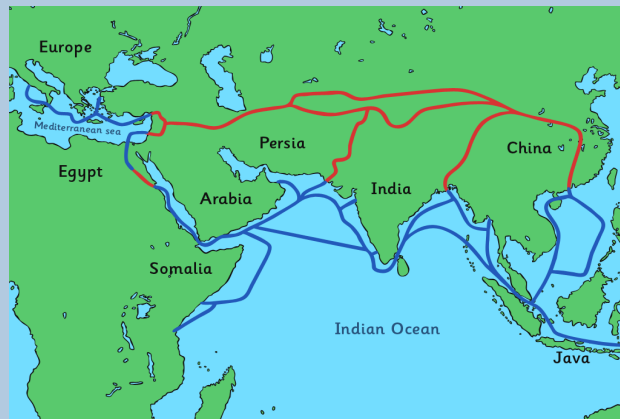 Europe
Mediterranean sea
Persia
China
Egypt
India
Arabia
Somalia
Indian Ocean
Java